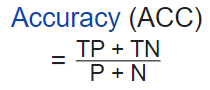 Accuracy (ACC)
= TP + TN
P + N